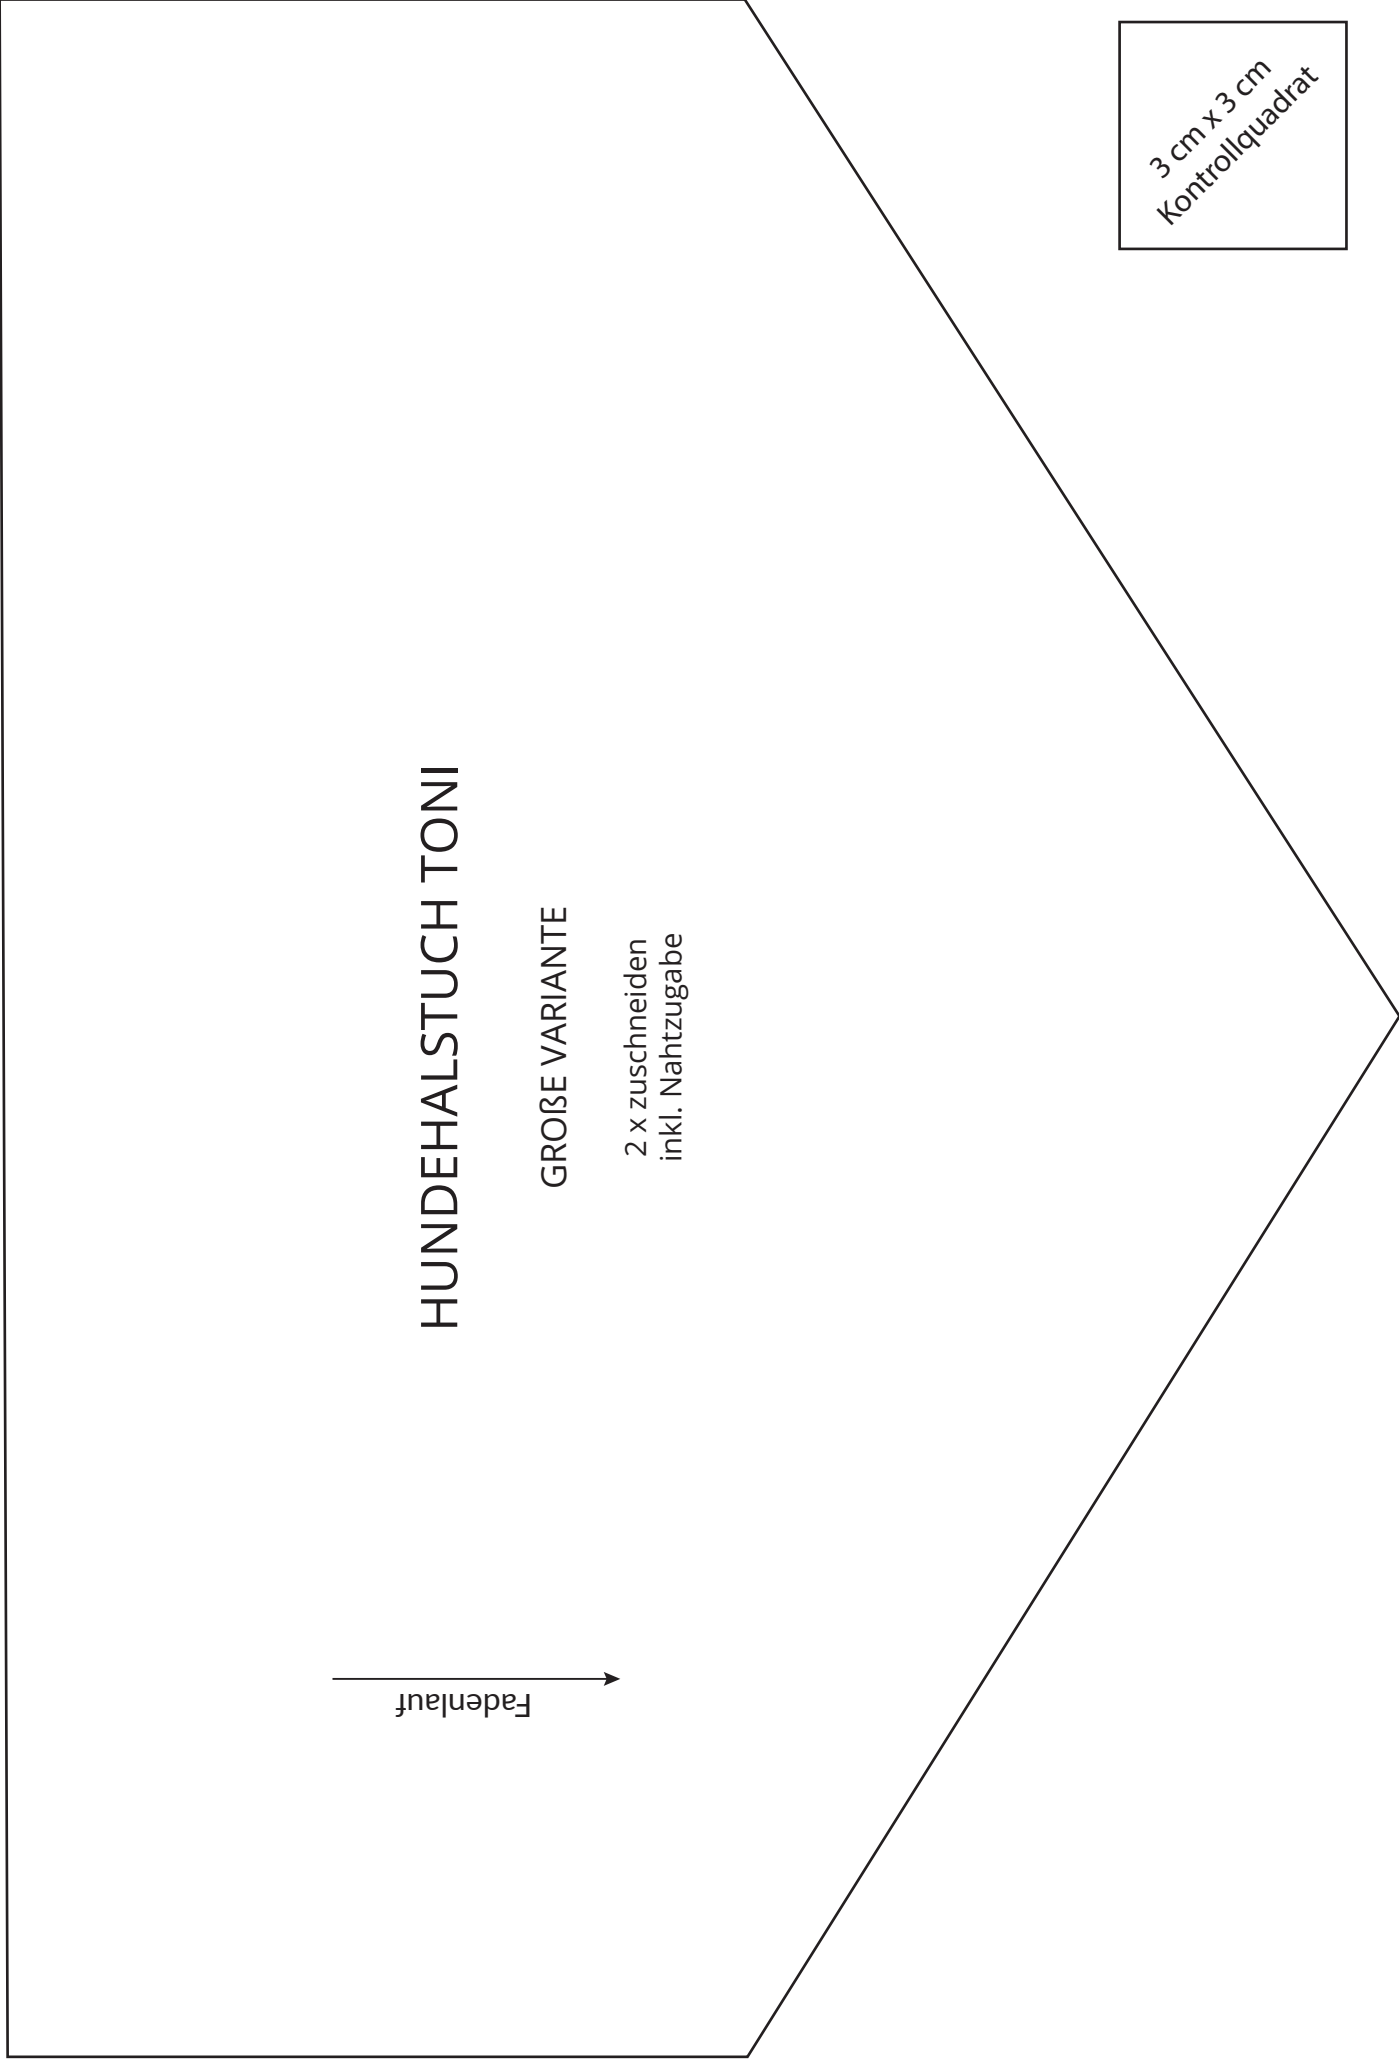 3 cm x 3 cm
Kontrollquadrat
HUNDEHALSTUCH TONI
GROßE VARIANTE
2 x zuschneiden
inkl. Nahtzugabe
Fadenlauf